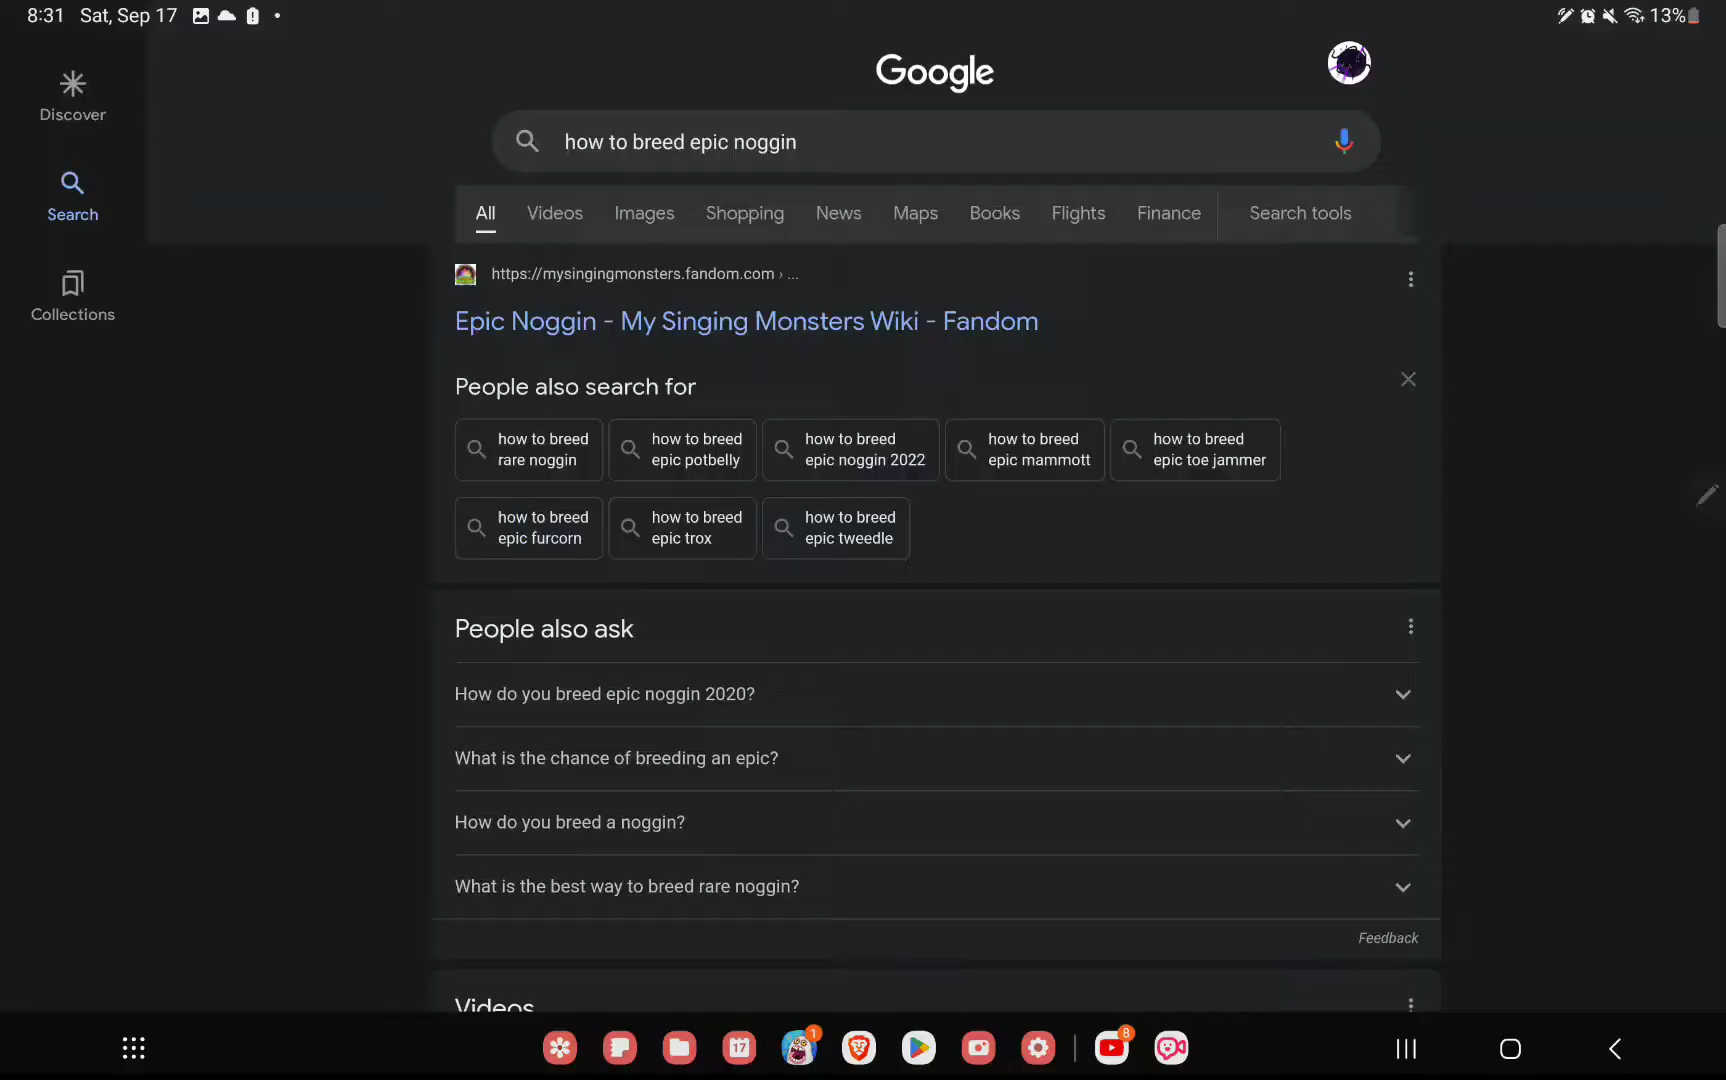 8:31 Sat, Sep 17
13%
Google
Discover
how to breed epic noggin
Search
All Videos Images Shopping News Maps Books Flights Finance Search tools
https://mysingingmonsters.fandom.com › ...
Collections
Epic Noggin - My Singing Monsters Wiki - Fandom
People also search for
how to breed
rare noggin
how to breed
epic potbelly
how to breed
epic noggin 2022
how to breed
epic mammott
how to breed
epic toe jammer
how to breed
epic furcorn
how to breed
epic trox
how to breed
epic tweedle
People also ask
How do you breed epic noggin 2020?
What is the chance of breeding an epic?
How do you breed a noggin?
What is the best way to breed rare noggin?
Feedback
Videos
17
1
8